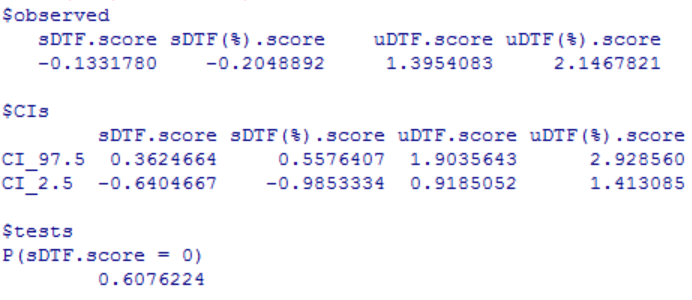 $observed
sDTF.score sDTF(%).score uDTF.score uDTF(%).score
-0.1331780 -0.2048892 1.3954083 2.1467821
$CIs
sDTF.score sDTF(%).score uDTF.score uDTF(%).score
CI_97.5 0.3624664 0.5576407 1.9035643 2.928560
CI_2.5 -0.6404667 -0.9853334 0.9185052 1.413085
$tests
P(sDTF.score = 0)
0.6076224